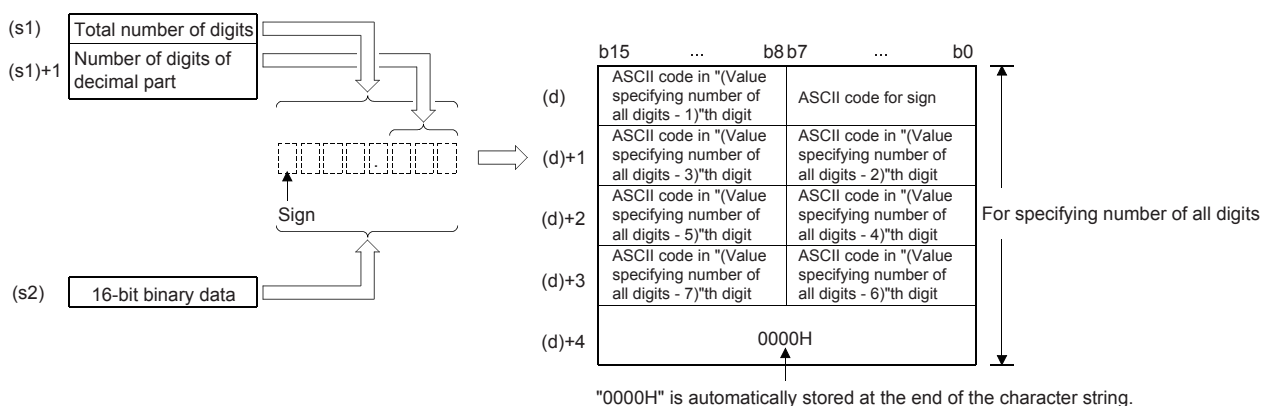 (s1) Total number of digits
(s1)+1 Number of digits of
decimal part
.
Sign
(s2) 16-bit binary data
b15 ... b8 b7 ... b0
(d)
ASCII code in "(Value
specifying number of
all digits - 1)"th digit
ASCII code for sign
(d)+1
ASCII code in "(Value
specifying number of
all digits - 3)"th digit
ASCII code in "(Value
specifying number of
all digits - 2)"th digit
(d)+2
ASCII code in "(Value
specifying number of
all digits - 5)"th digit
ASCII code in "(Value
specifying number of
all digits - 4)"th digit
(d)+3
ASCII code in "(Value
specifying number of
all digits - 7)"th digit
ASCII code in "(Value
specifying number of
all digits - 6)"th digit
(d)+4
0000H
For specifying number of all digits
"0000H" is automatically stored at the end of the character string.